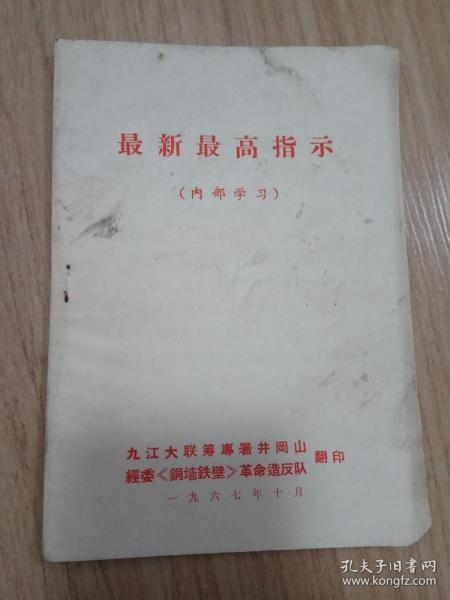 最新最高指示
（内部学习）
九江大联筹專署井岡山
經委《銅墙鉄壁》革命造反队
翻印
一九六七年十月
孔夫子旧书网
www.kongfz.com